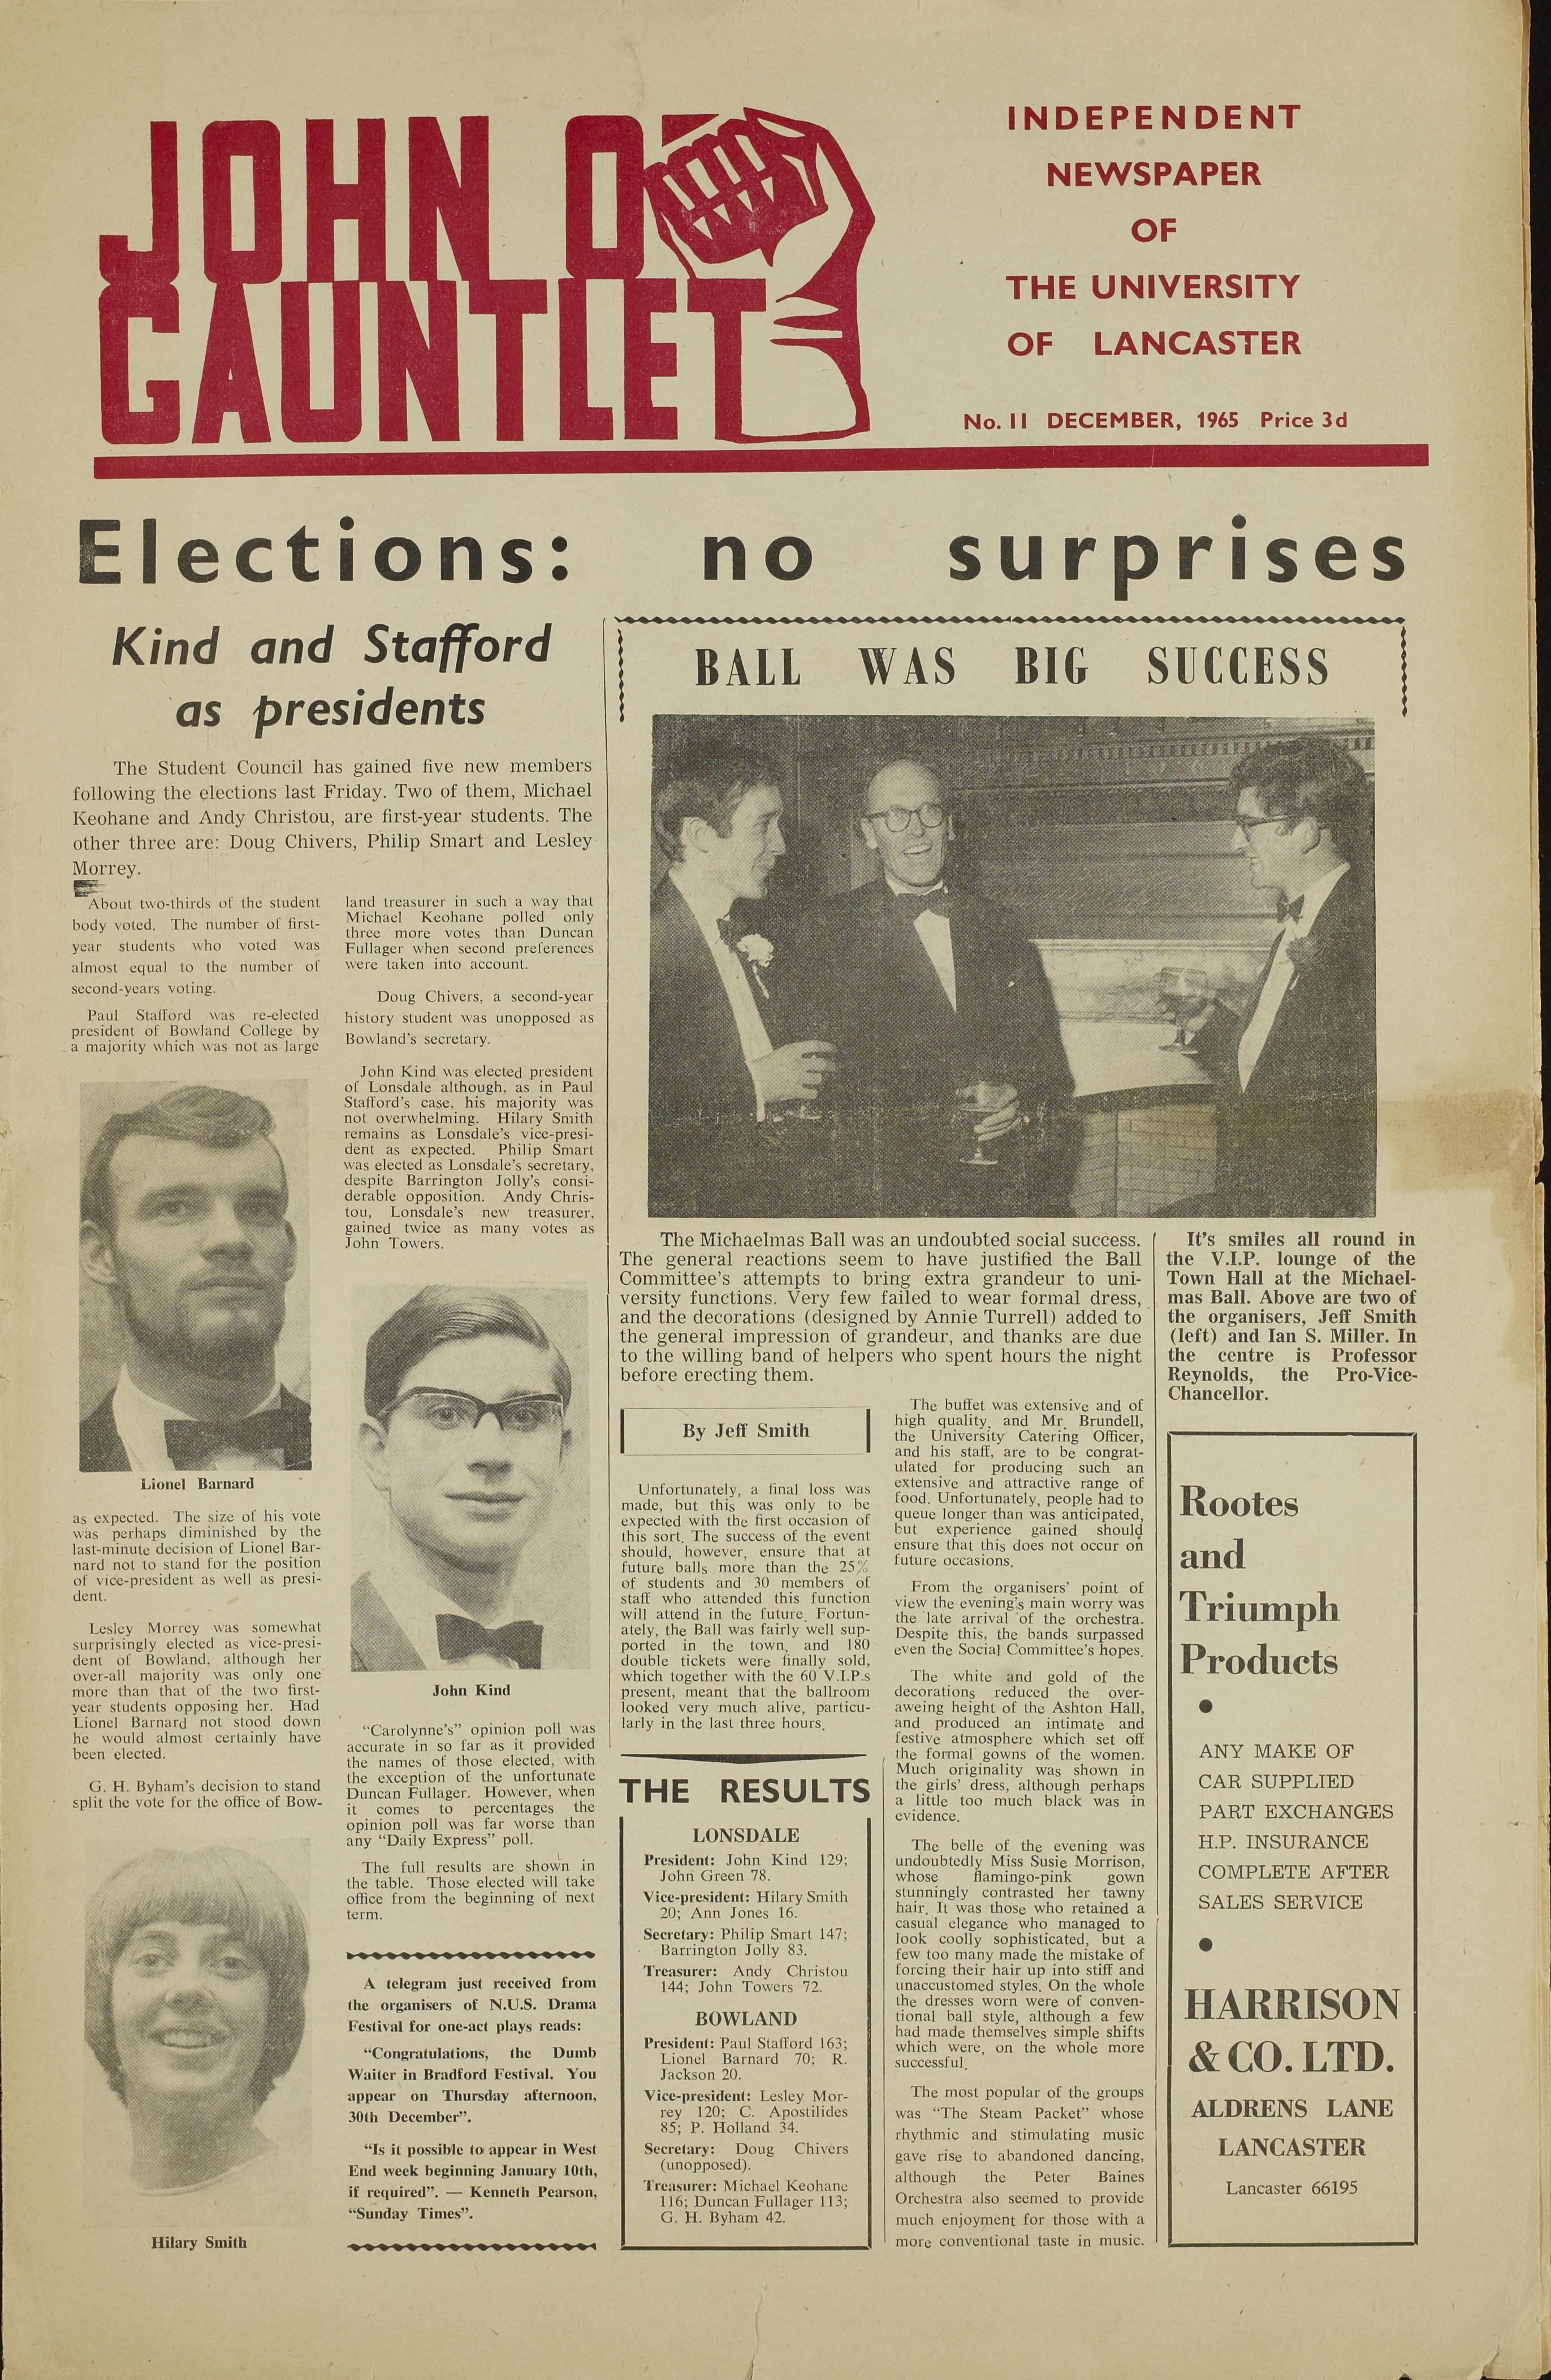 JOHN O'
GAUNTLET
INDEPENDENT
NEWSPAPER
OF
THE UNIVERSITY
OF LANCASTER
No. 11 DECEMBER, 1965 Price 3d
Elections: no surprises
Kind and Stafford
as presidents
The Student Council has gained five new members
following the elections last Friday. Two of them, Michael
Keohane and Andy Christou, are first-year students. The
other three are: Doug Chivers, Philip Smart and Lesley
Morrey.
About two-thirds of the student
body voted. The number of first-
year students who voted was
almost equal to the number of
second-years voting.
Paul Stafford was re-elected
president of Bowland College by
a majority which was not as large
Lionel Barnard
as expected. The size of his vote
was perhaps diminished by the
last-minute decision of Lionel Bar-
nard not to stand for the position
of vice-president as well as presi-
dent.
Lesley Morrey was somewhat
surprisingly elected as vice-presi-
dent of Bowland, although her
over-all majority was only one
more than that of the two first-
year students opposing her. Had
Lionel Barnard not stood down
he would almost certainly have
been elected.
G. H. Byham's decision to stand
split the vote for the office of Bow-
Hilary Smith
land treasurer in such a way that
Michael Keohane polled only
three more votes than Duncan
Fullager when second preferences
were taken into account.
Doug Chivers, a second-year
history student was unopposed as
Bowland's secretary.
John Kind was elected president
of Lonsdale although, as in Paul
Stafford's case, his majority was
not overwhelming. Hilary Smith
remains as Lonsdale's vice-presi-
dent as expected. Philip Smart
was elected as Lonsdale's secretary,
despite Barrington Jolly's consi-
derable opposition. Andy Chris-
tou, Lonsdale's new treasurer,
gained twice as many votes as
John Towers.
John Kind
"Carolynne's" opinion poll was
accurate in so far as it provided
the names of those elected, with
the exception of the unfortunate
Duncan Fullager. However, when
it comes to percentages the
opinion poll was far worse than
any "Daily Express" poll.
The full results are shown in
the table. Those elected will take
office from the beginning of next
term.
A telegram just received from
the organisers of N.U.S. Drama
Festival for one-act plays reads:
"Congratulations, the Dumb
Waiter in Bradford Festival. You
appear on Thursday afternoon,
30th December".
"Is it possible to appear in West
End week beginning January 10th,
if required". — Kenneth Pearson,
"Sunday Times".
BALL WAS BIG SUCCESS
The Michaelmas Ball was an undoubted social success.
The general reactions seem to have justified the Ball
Committee's attempts to bring extra grandeur to uni-
versity functions. Very few failed to wear formal dress,
and the decorations (designed by Annie Turrell) added to
the general impression of grandeur, and thanks are due
to the willing band of helpers who spent hours the night
before erecting them.
By Jeff Smith
Unfortunately, a final loss was
made, but this was only to be
expected with the first occasion of
this sort. The success of the event
should, however, ensure that at
future balls more than the 25%
of students and 30 members of
staff who attended this function
will attend in the future. Fortun-
ately, the Ball was fairly well sup-
ported in the town, and 180
double tickets were finally sold,
which together with the 60 V.I.P.s
present, meant that the ballroom
looked very much alive, particu-
larly in the last three hours.
THE RESULTS
LONSDALE
President: John Kind 129;
John Green 78.
Vice-president: Hilary Smith
20; Ann Jones 16.
Secretary: Philip Smart 147;
Barrington Jolly 83.
Treasurer: Andy Christou
144; John Towers 72.
BOWLAND
President: Paul Stafford 163;
Lionel Barnard 70; R.
Jackson 20.
Vice-president: Lesley Mor-
rey 120; C. Apostilides
85; P. Holland 34.
Secretary: Doug Chivers
(unopposed).
Treasurer: Michael Keohane
116; Duncan Fullager 113;
G. H. Byham 42.
The buffet was extensive and of
high quality, and Mr. Brundell,
the University Catering Officer,
and his staff, are to be congrat-
ulated for producing such an
extensive and attractive range of
food. Unfortunately, people had to
queue longer than was anticipated,
but experience gained should
ensure that this does not occur on
future occasions.
From the organisers' point of
view the evening's main worry was
the late arrival of the orchestra.
Despite this, the bands surpassed
even the Social Committee's hopes.
The white and gold of the
decorations reduced the over-
aweing height of the Ashton Hall,
and produced an intimate and
festive atmosphere which set off
the formal gowns of the women.
Much originality was shown in
the girls' dress, although perhaps
a little too much black was in
evidence.
The belle of the evening was
undoubtedly Miss Susie Morrison,
whose flamingo-pink gown
stunningly contrasted her tawny
hair. It was those who retained a
casual elegance who managed to
look coolly sophisticated, but a
few too many made the mistake of
forcing their hair up into stiff and
unaccustomed styles. On the whole
the dresses worn were of conven-
tional ball style, although a few
had made themselves simple shifts
which were, on the whole more
successful.
The most popular of the groups
was "The Steam Packet" whose
rhythmic and stimulating music
gave rise to abandoned dancing,
although the Peter Baines
Orchestra also seemed to provide
much enjoyment for those with a
more conventional taste in music.
It's smiles all round in
the V.I.P. lounge of the
Town Hall at the Michael-
mas Ball. Above are two of
the organisers, Jeff Smith
(left) and Ian S. Miller. In
the centre is Professor
Reynolds, the Pro-Vice-
Chancellor.
Rootes
and
Triumph
Products
ANY MAKE OF
CAR SUPPLIED
PART EXCHANGES
H.P. INSURANCE
COMPLETE AFTER
SALES SERVICE
HARRISON
& CO. LTD.
ALDRENS LANE
LANCASTER
Lancaster 66195